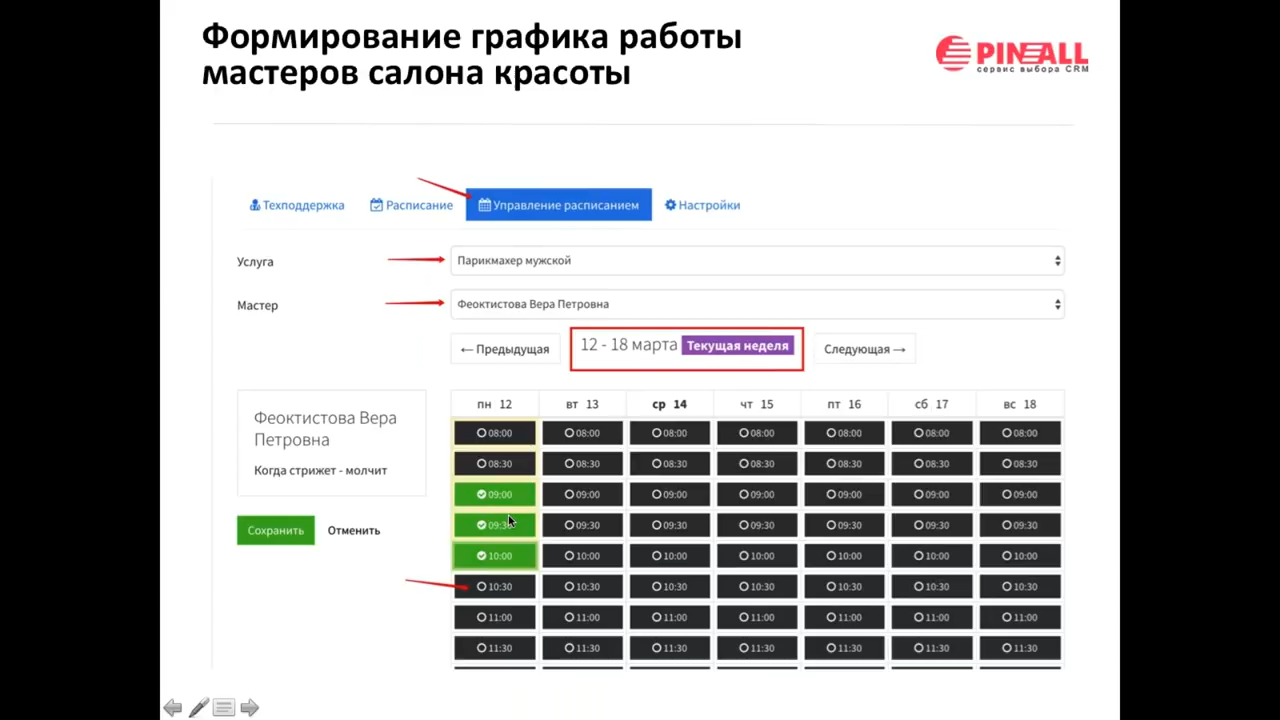 Формирование графика работы
мастеров салона красоты
PINALL
сервис выбора CRM
Техподдержка Расписание Управление расписанием Настройки
Услуга Парикмахер мужской
Мастер Феоктистова Вера Петровна
← Предыдущая 12 - 18 марта Текущая неделя Следующая →
Феоктистова Вера
Петровна
Когда стрижет - молчит
Сохранить Отменить
пн 12 вт 13 ср 14 чт 15 пт 16 сб 17 вс 18
08:00 08:00 08:00 08:00 08:00 08:00 08:00
08:30 08:30 08:30 08:30 08:30 08:30 08:30
09:00 09:00 09:00 09:00 09:00 09:00 09:00
09:30 09:30 09:30 09:30 09:30 09:30 09:30
10:00 10:00 10:00 10:00 10:00 10:00 10:00
10:30 10:30 10:30 10:30 10:30 10:30 10:30
11:00 11:00 11:00 11:00 11:00 11:00 11:00
11:30 11:30 11:30 11:30 11:30 11:30 11:30